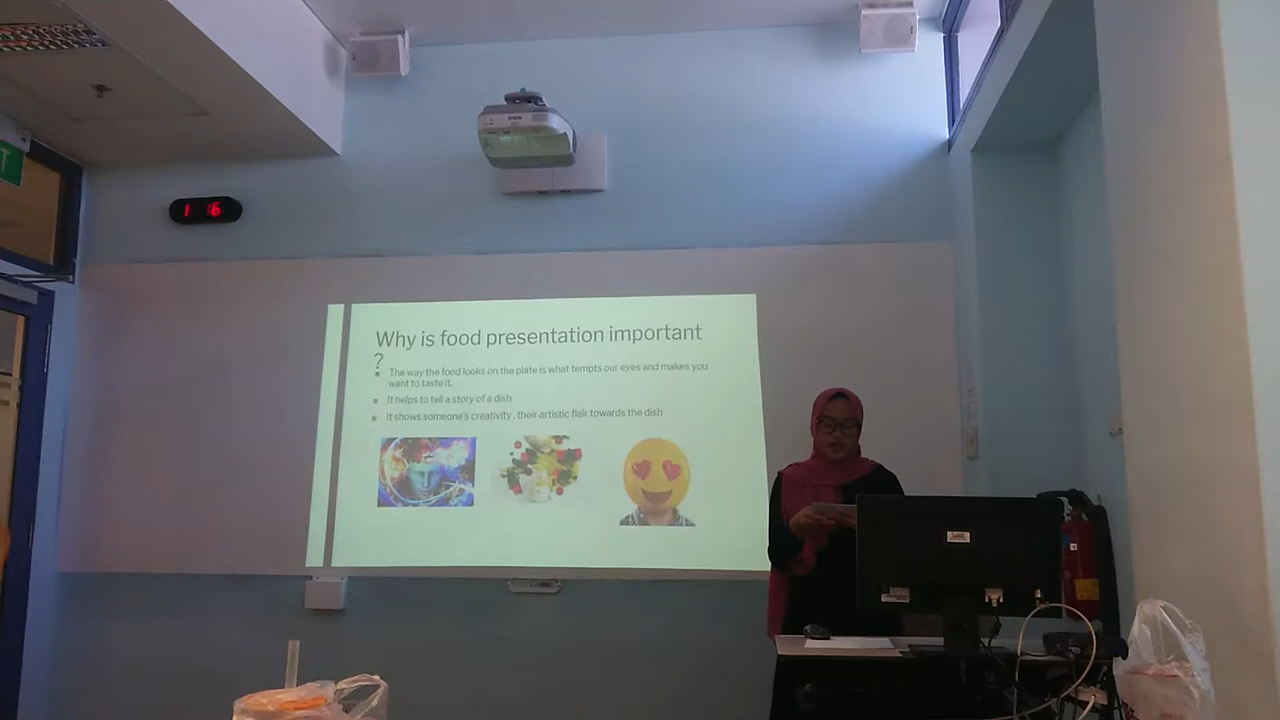 EPSON
T
1 16
Why is food presentation important
?
The way the food looks on the plate is what tempts our eyes and makes you
want to taste it.
It helps to tell a story of a dish
It shows someone's creativity , their artistic flair towards the dish